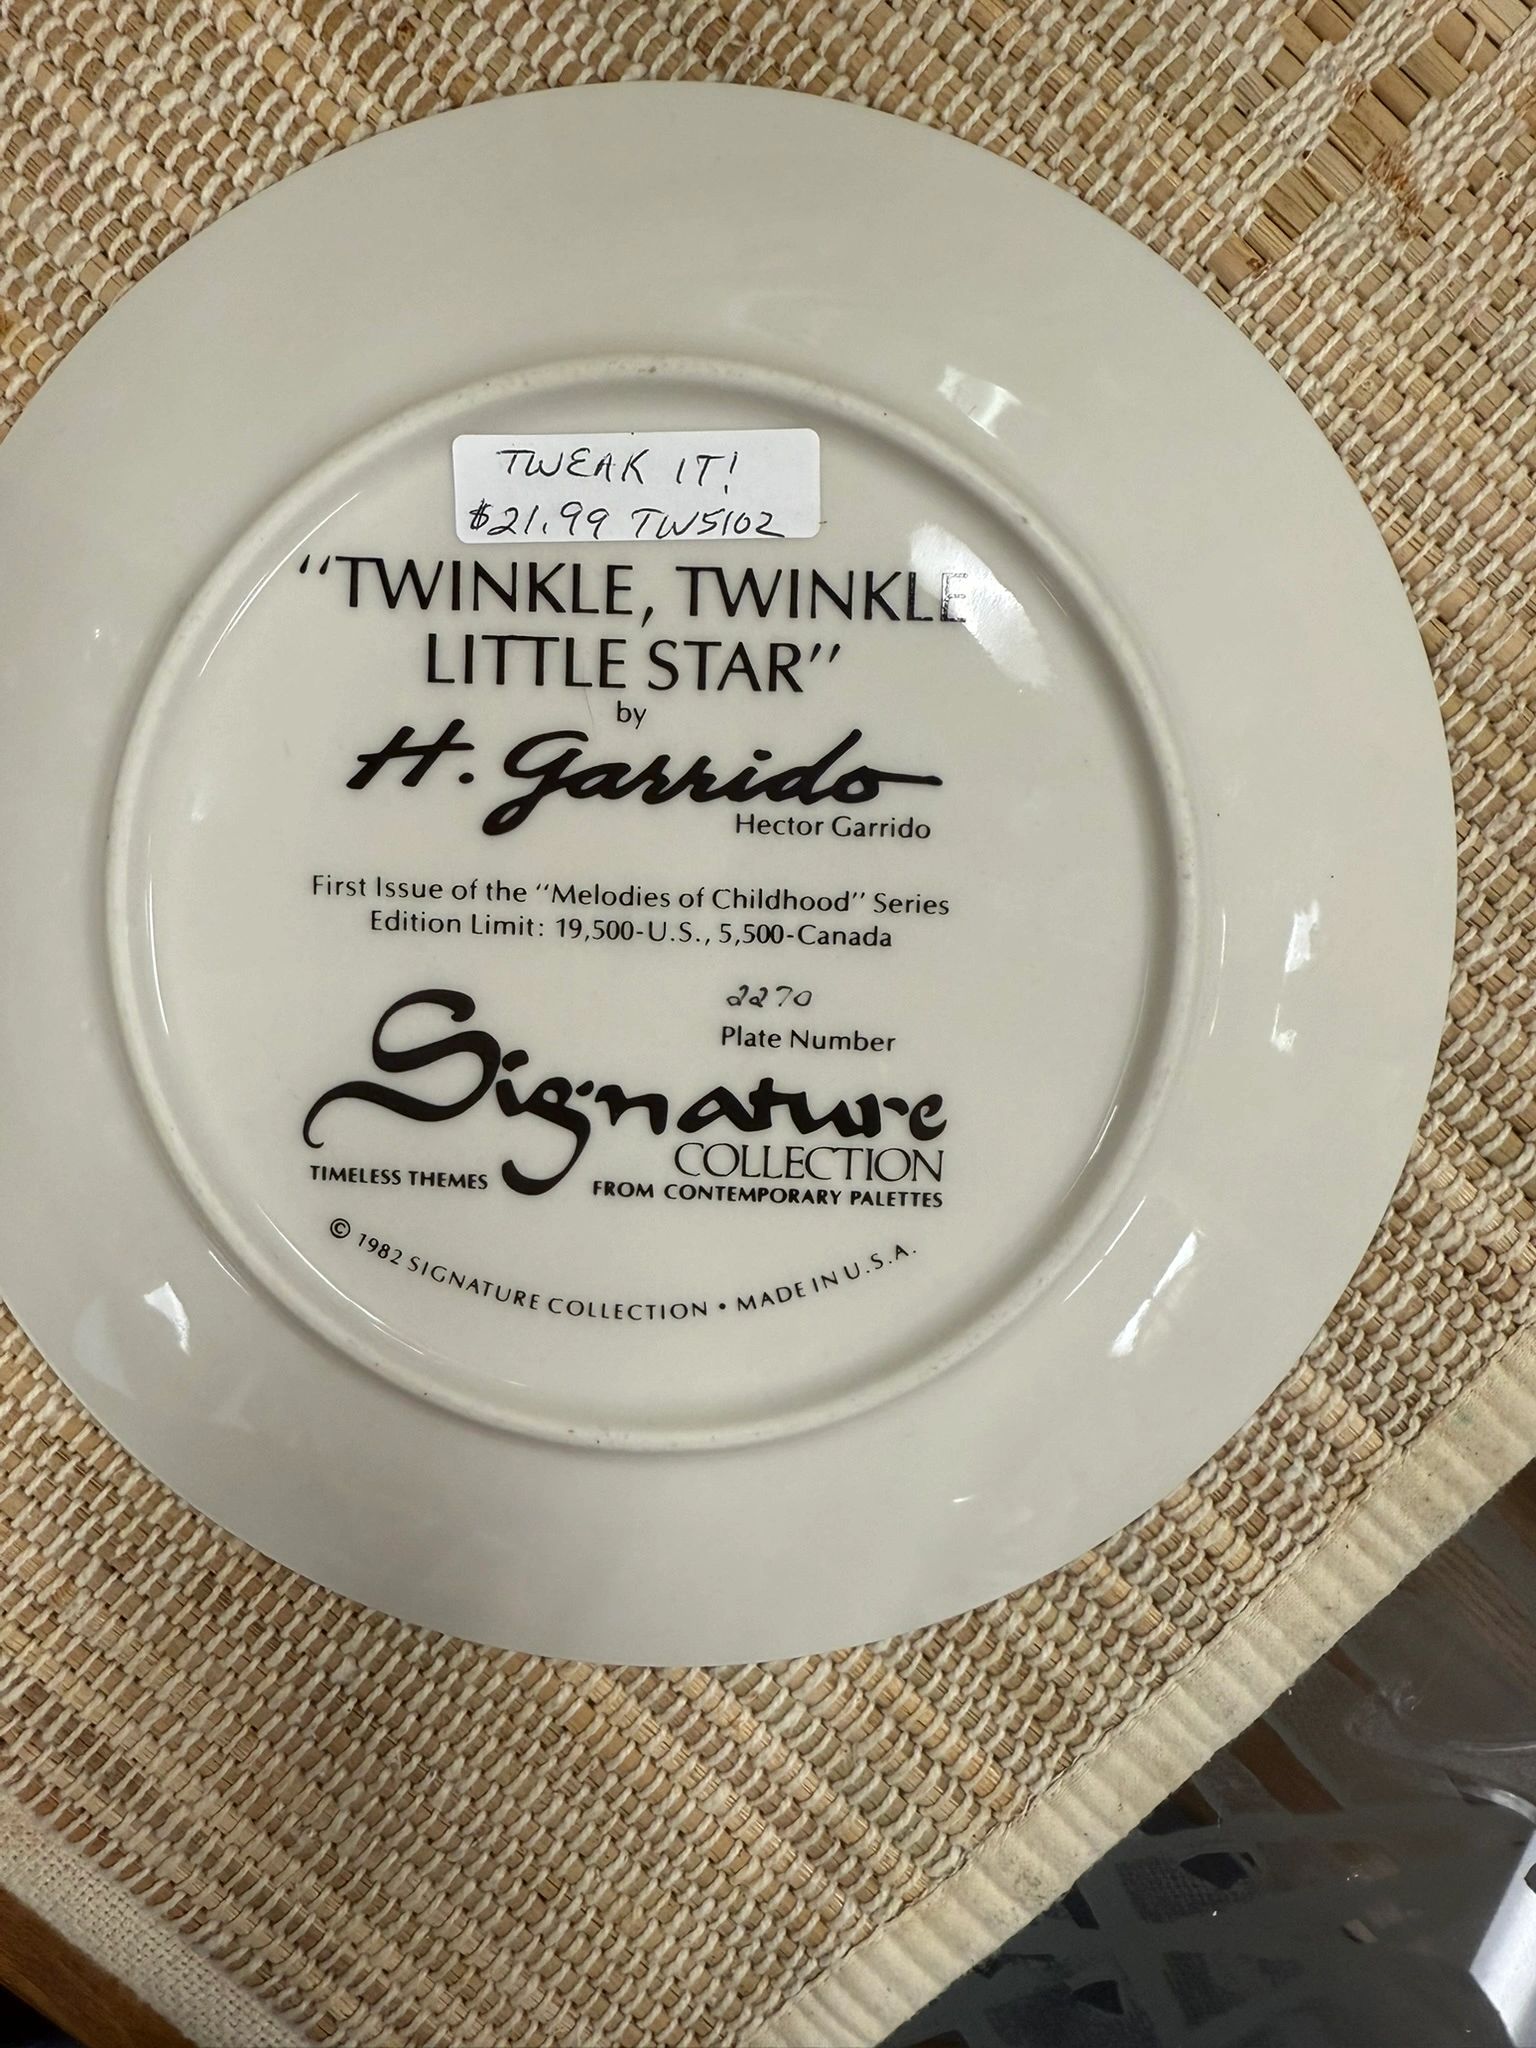 TWEAK IT!
$21.99 TW5102
“TWINKLE, TWINKLE
LITTLE STAR”
by
H. Garrido
Hector Garrido
First Issue of the “Melodies of Childhood” Series
Edition Limit: 19,500-U.S., 5,500-Canada
2270
Plate Number
Signature
COLLECTION
TIMELESS THEMES FROM CONTEMPORARY PALETTES
© 1982 SIGNATURE COLLECTION • MADE IN U.S.A.